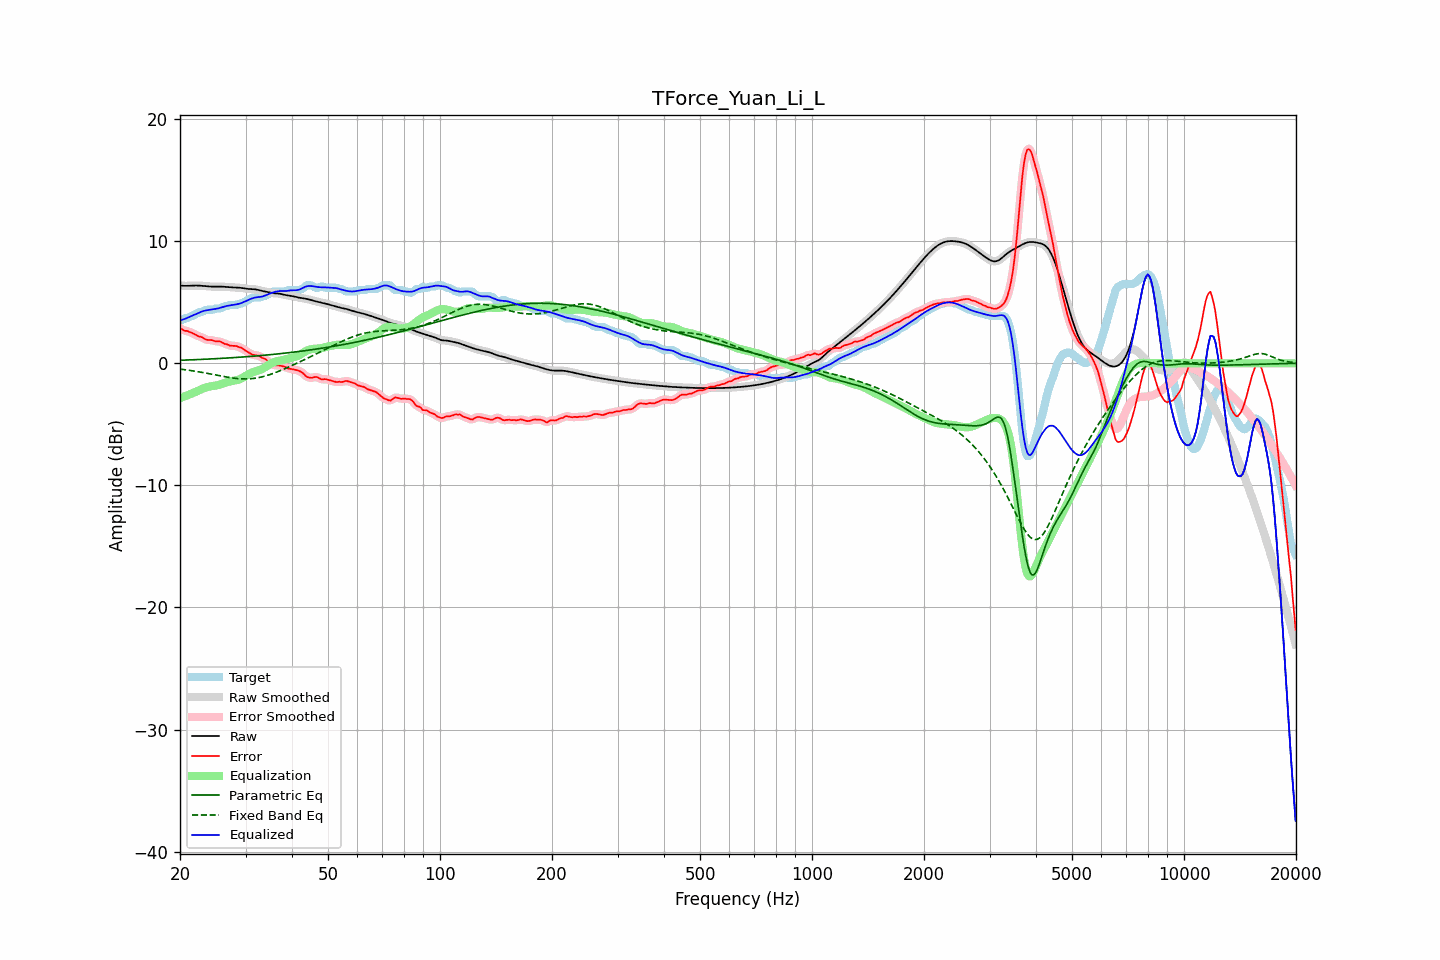 TForce_Yuan_Li_L
20
10
0
−10
−20
−30
−40
Amplitude (dBr)
Target
Raw Smoothed
Error Smoothed
Raw
Error
Equalization
Parametric Eq
Fixed Band Eq
Equalized
20 50 100 200 500 1000 2000 5000 10000 20000
Frequency (Hz)